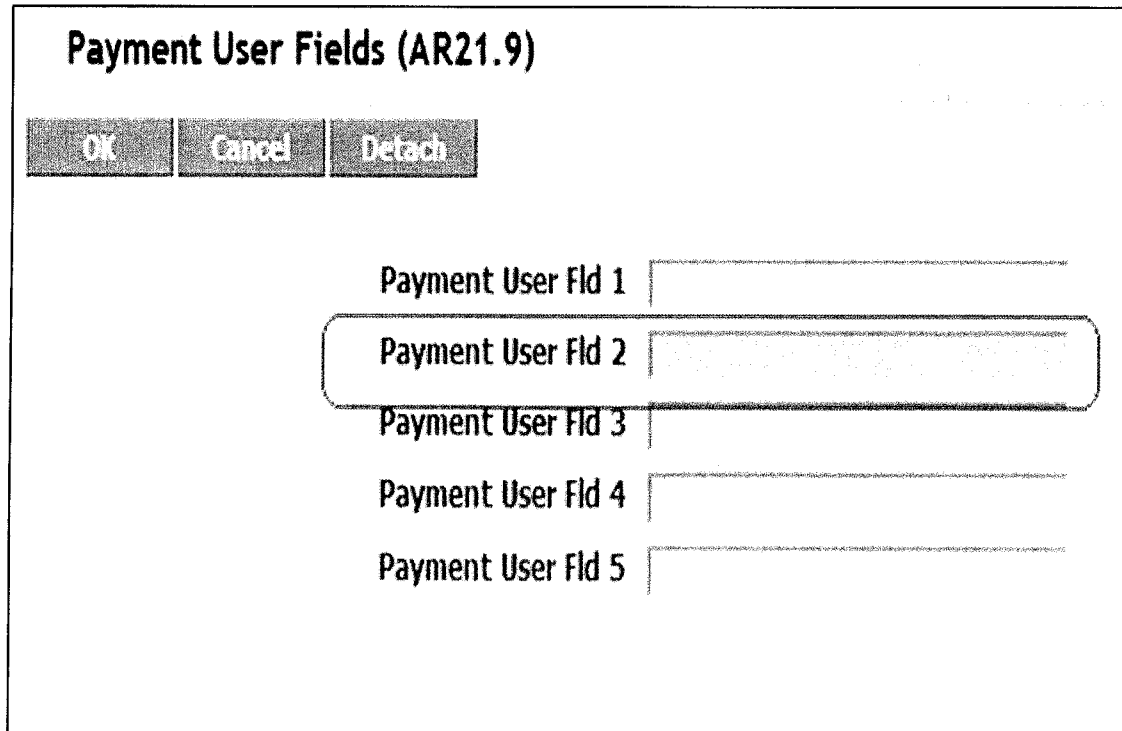 Payment User Fields (AR21.9)
OK Cancel Detach
Payment User Fld 1
Payment User Fld 2
Payment User Fld 3
Payment User Fld 4
Payment User Fld 5